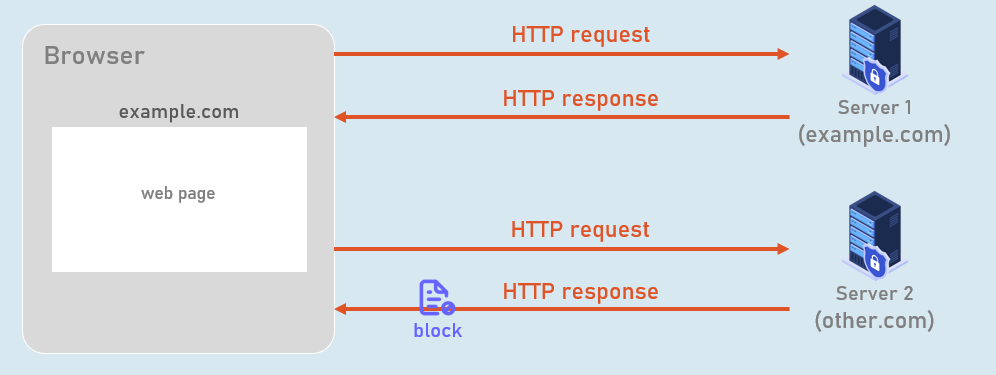 Browser
example.com
web page
HTTP request
HTTP response
Server 1
(example.com)
HTTP request
HTTP response
block
Server 2
(other.com)